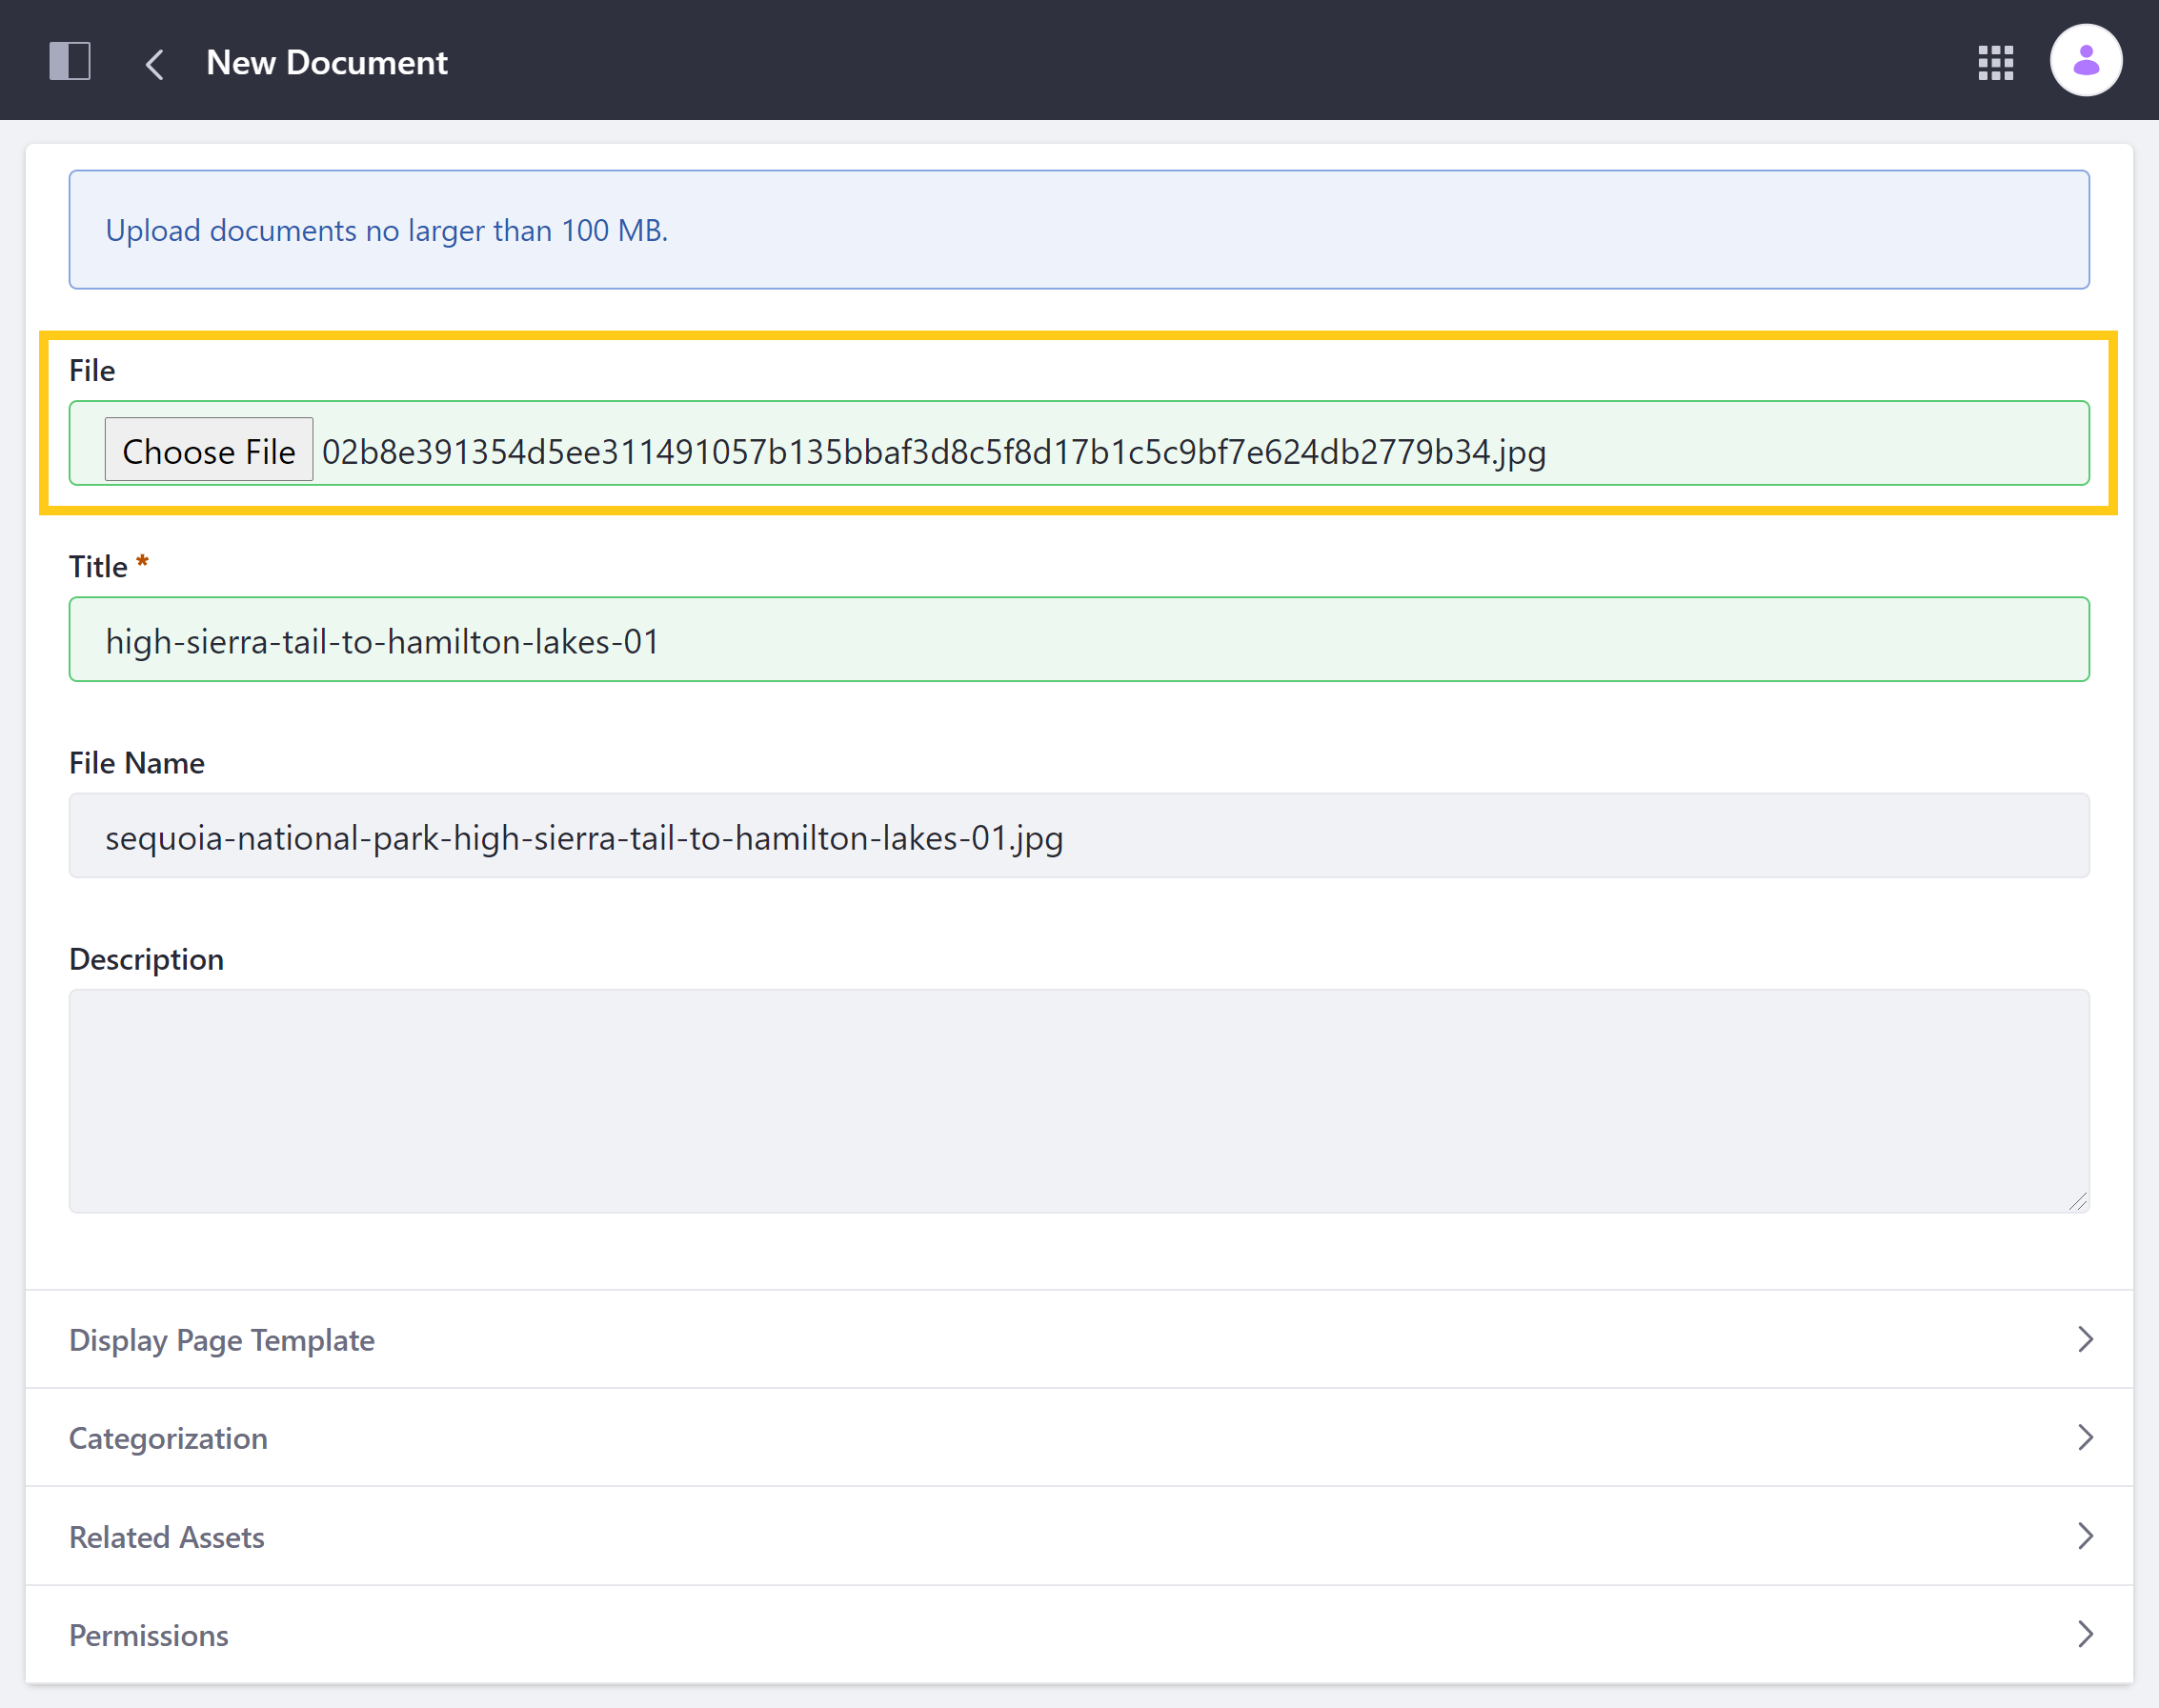 New Document
Upload documents no larger than 100 MB.
File
Choose File 02b8e391354d5ee311491057b135bbaf3d8c5f8d17b1c5c9bf7e624db2779b34.jpg
Title *
high-sierra-tail-to-hamilton-lakes-01
File Name
sequoia-national-park-high-sierra-tail-to-hamilton-lakes-01.jpg
Description
Display Page Template
Categorization
Related Assets
Permissions